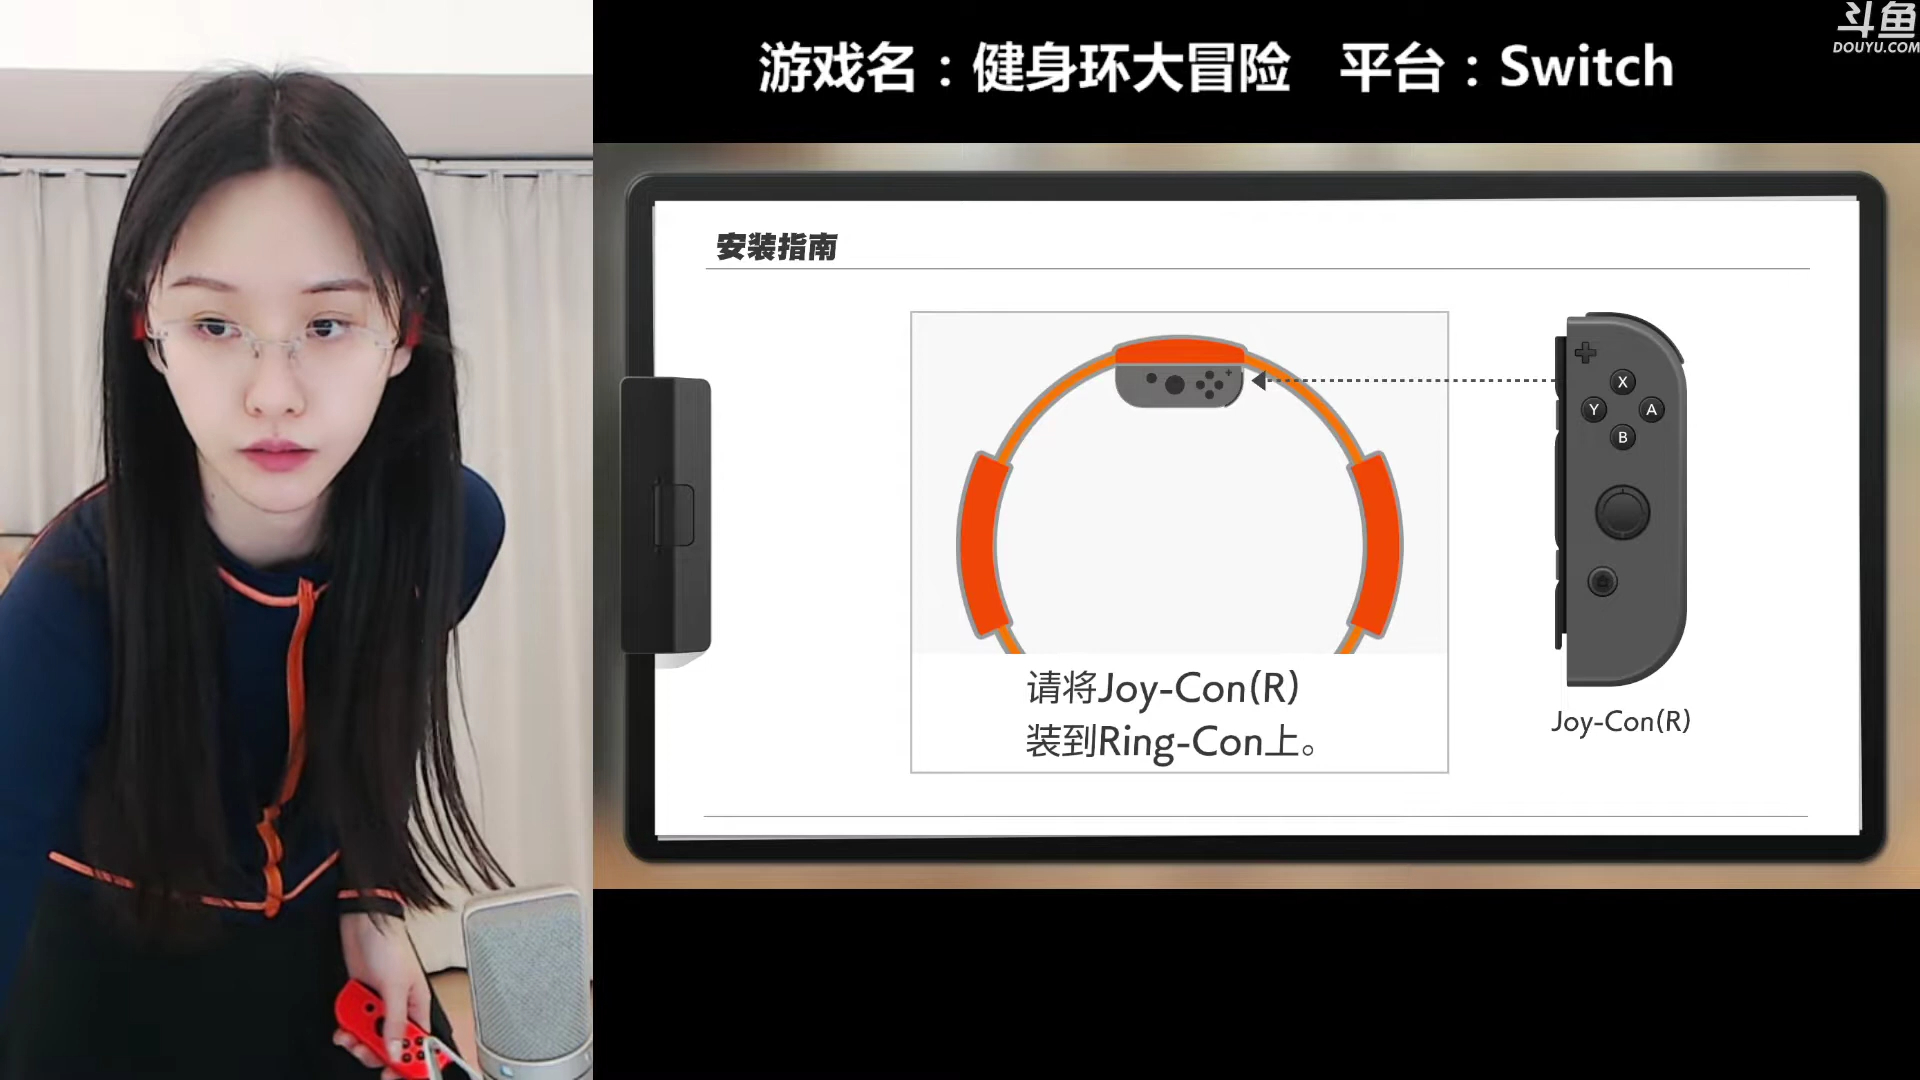 斗鱼
DOUYU.COM
游戏名：健身环大冒险 平台：Switch
安装指南
X
Y A
B
请将Joy-Con(R)
装到Ring-Con上。
Joy-Con(R)